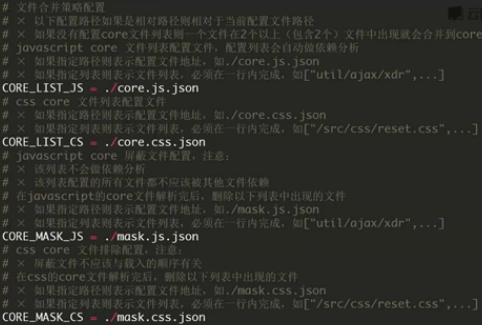 # 文件合并策略配置
# × 以下配置路径如果是相对路径则相对于当前配置文件路径
# × 如果没有配置core文件列表则一个文件在2个以上（包含2个）文件中出现就会合并到core
# javascript core 文件列表配置文件，配置列表会自动做依赖分析
# × 如果指定路径则表示配置文件地址，如./core.js.json
# × 如果指定列表则表示文件列表，必须在一行内完成，如["util/ajax/xdr",...]
CORE_LIST_JS = ./core.js.json
# css core 文件列表配置文件
# × 如果指定路径则表示配置文件地址，如./core.css.json
# × 如果指定列表则表示文件列表，必须在一行内完成，如["/src/css/reset.css",...]
CORE_LIST_CS = ./core.css.json
# javascript core 屏蔽文件配置，注意：
# × 该列表不会做依赖分析
# × 该列表配置的所有文件都不应该被其他文件依赖
# 在javascript的core文件解析完后，删除以下列表中出现的文件
# × 如果指定路径则表示配置文件地址，如./mask.js.json
# × 如果指定列表则表示文件列表，必须在一行内完成，如["util/ajax/xdr",...]
CORE_MASK_JS = ./mask.js.json
# css core 文件排除配置，注意：
# × 屏蔽文件不应该与载入的顺序有关
# 在css的core文件解析完后，删除以下列表中出现的文件
# × 如果指定路径则表示配置文件地址，如./mask.css.json
# × 如果指定列表则表示文件列表，必须在一行内完成，如["/src/css/reset.css",...]
CORE_MASK_CS = ./mask.css.json